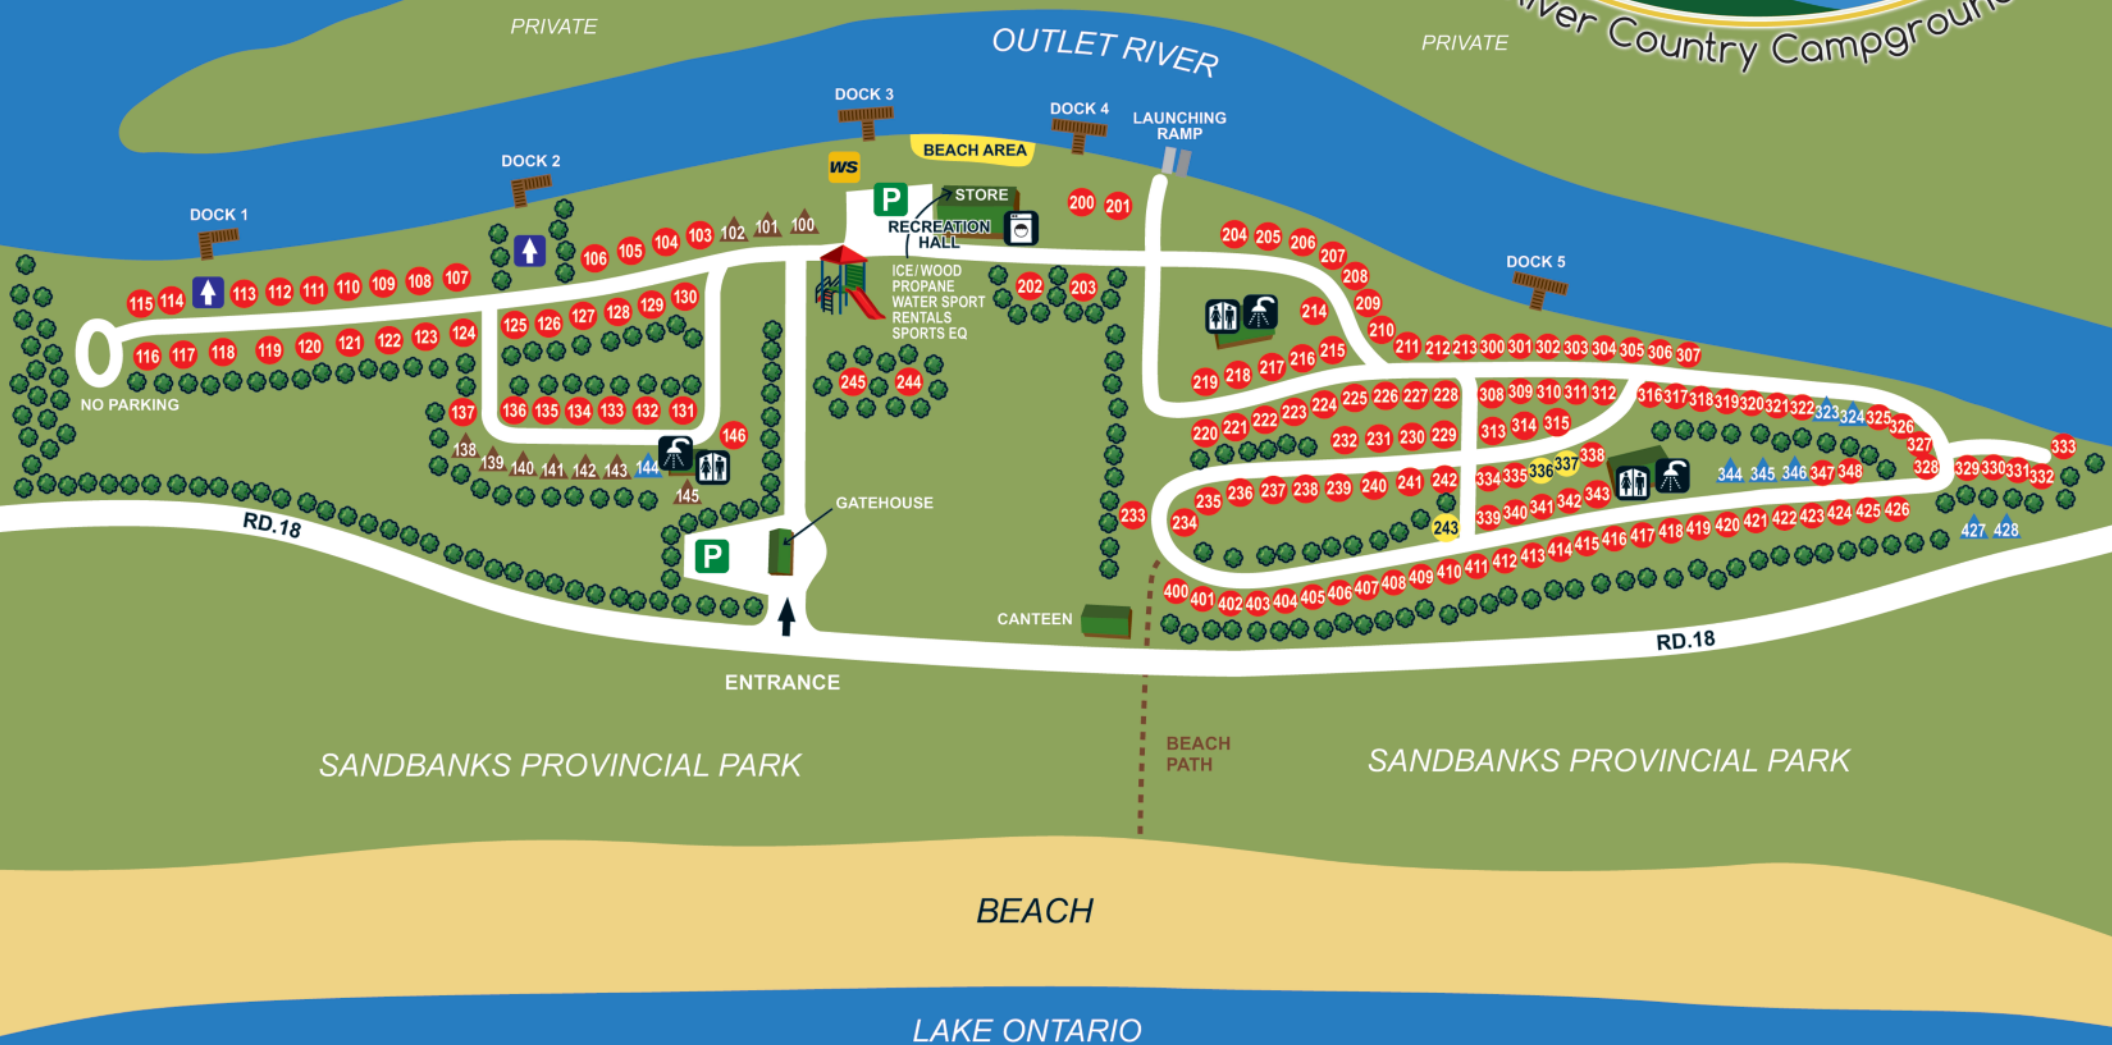 PRIVATE
OUTLET RIVER
PRIVATE
River Country Campground
DOCK 3
DOCK 4
LAUNCHING
RAMP
BEACH AREA
DOCK 2
WS
DOCK 1
P
STORE
200 201
RECREATION
HALL
ICE/WOOD
PROPANE
WATER SPORT
RENTALS
SPORTS EQ
106 105 104 103 102 101 100
115 114 113 112 111 110 109 108 107
204 205 206 207 208 209 210
DOCK 5
202 203
214
125 126 127 128 129 130
116 117 118 119 120 121 122 123 124
NO PARKING
211 212 213 300 301 302 303 304 305 306 307
219 218 217 216 215
245 244
137 136 135 134 133 132 131
146
138 139 140 141 142 143 144
145
220 221 222 223 224 225 226 227 228
308 309 310 311 312
316 317 318 319 320 321 322 323 324 325 326 327 328
232 231 230 229
313 314 315
329 330 331 332 333
334 335 336 337 338
344 345 346 347 348
233 234 235 236 237 238 239 240 241 242
243
339 340 341 342 343
GATEHOUSE
P
RD.18
400 401 402 403 404 405 406 407 408 409 410 411 412 413 414 415 416 417 418 419 420 421 422 423 424 425 426
427 428
CANTEEN
RD.18
ENTRANCE
BEACH
PATH
SANDBANKS PROVINCIAL PARK
SANDBANKS PROVINCIAL PARK
BEACH
LAKE ONTARIO